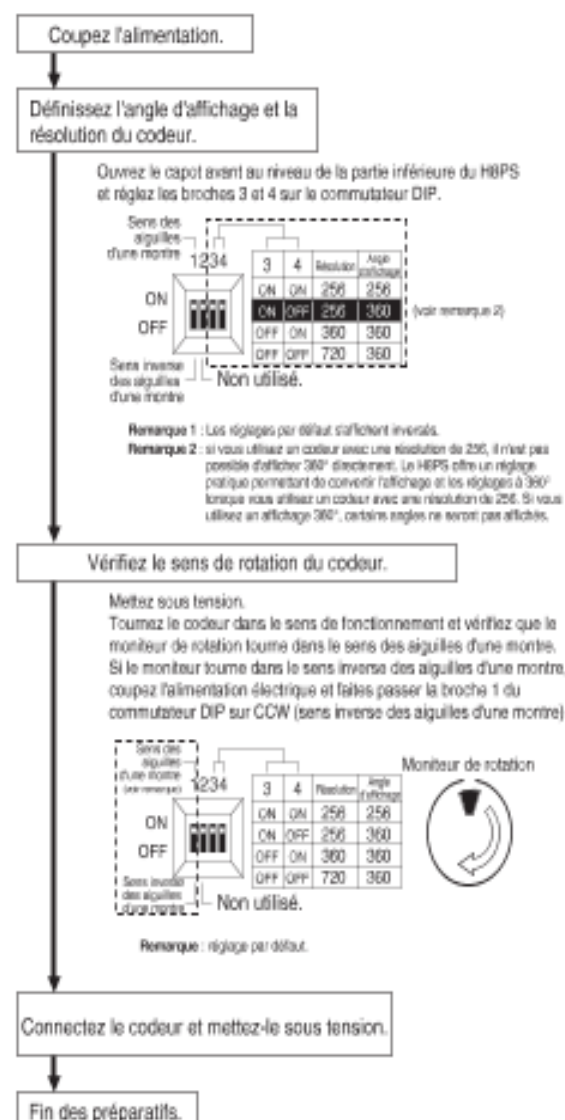 Coupez l'alimentation.
Définissez l'angle d'affichage et la
résolution du codeur.
Ouvrez le capot avant au niveau de la partie inférieure du H8PS
et réglez les broches 3 et 4 sur le commutateur DIP.
Sens des
aiguilles
d'une montre
1234
ON
OFF
Sens inverse
des aiguilles
d'une montre
Non utilisé.
3 4 Résolution Angle
d'affichage
ON ON 256 256
ON OFF 256 360 (voir remarque 2)
OFF ON 360 360
OFF OFF 720 360
Remarque 1 : Les réglages par défaut s'affichent inversés.
Remarque 2 : si vous utilisez un codeur avec une résolution de 256, il n'est pas
possible d'afficher 360° directement. Le H8PS offre un réglage
pratique permettant de convertir l'affichage et les réglages à 360°
lorsque vous utilisez un codeur avec une résolution de 256. Si vous
utilisez un affichage 360°, certains angles ne seront pas affichés.
Vérifiez le sens de rotation du codeur.
Mettez sous tension.
Tournez le codeur dans le sens de fonctionnement et vérifiez que le
moniteur de rotation tourne dans le sens des aiguilles d'une montre.
Si le moniteur tourne dans le sens inverse des aiguilles d'une montre,
coupez l'alimentation électrique et faites passer la broche 1 du
commutateur DIP sur CCW (sens inverse des aiguilles d'une montre)
Sens des
aiguilles
d'une montre
(voir remarque)
1234
ON
OFF
Sens inverse
des aiguilles
d'une montre
Non utilisé.
3 4 Résolution Angle
d'affichage
ON ON 256 256
ON OFF 256 360
OFF ON 360 360
OFF OFF 720 360
Moniteur de rotation
Remarque : réglage par défaut.
Connectez le codeur et mettez-le sous tension.
Fin des préparatifs.